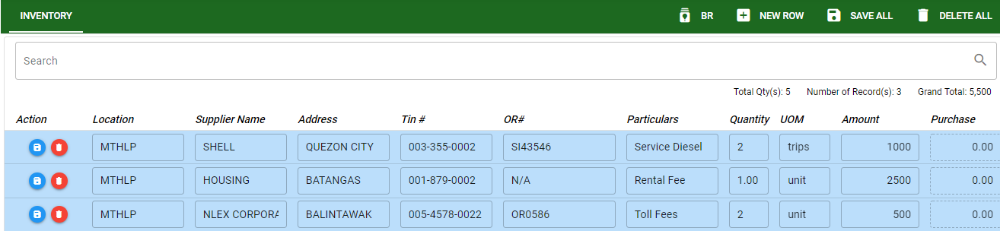 INVENTORY BR NEW ROW SAVE ALL DELETE ALL
Search
Total Qty(s): 5 Number of Record(s): 3 Grand Total: 5,500
Action Location Supplier Name Address Tin # OR# Particulars Quantity UOM Amount Purchase
MTHLP SHELL QUEZON CITY 003-355-0002 SI43546 Service Diesel 2 trips 1000 0.00
MTHLP HOUSING BATANGAS 001-879-0002 N/A Rental Fee 1.00 unit 2500 0.00
MTHLP NLEX CORPORA BALINTAWAK 005-4578-0022 OR0586 Toll Fees 2 unit 500 0.00